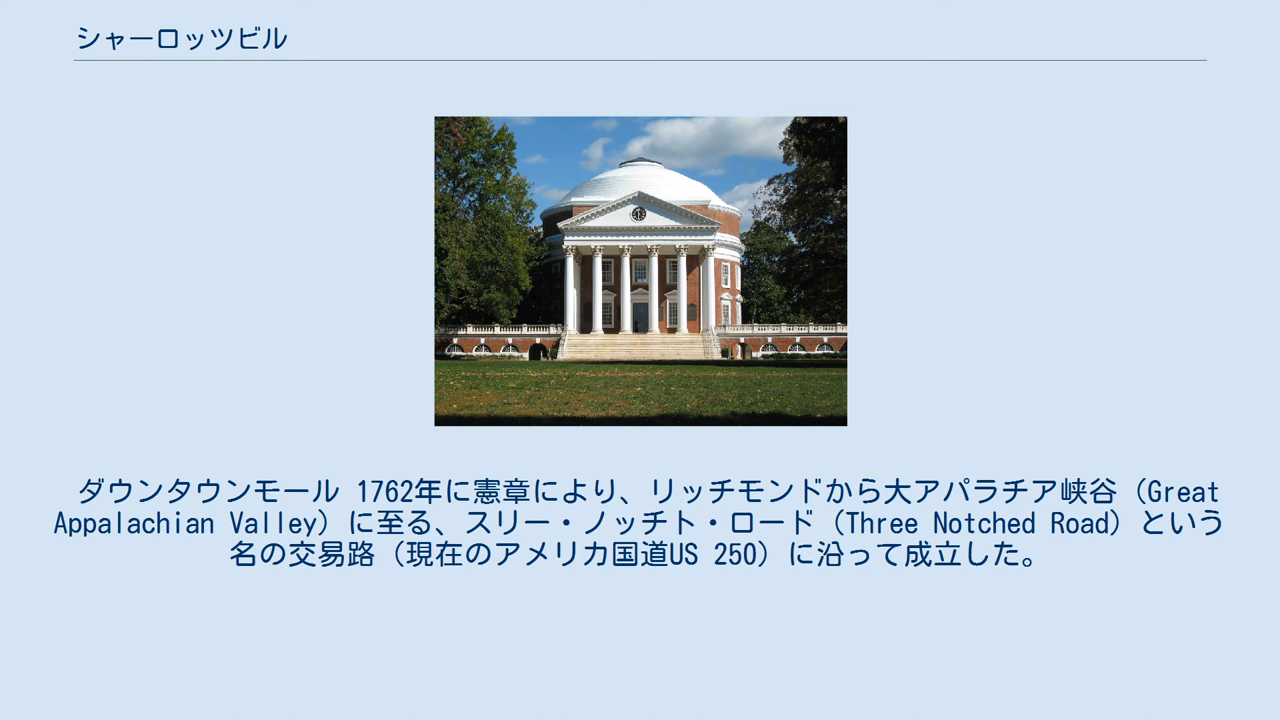 シャーロッツビル
ダウンタウンモール 1762年に憲章により、リッチモンドから大アパラチア峡谷（Great
Appalachian Valley）に至る、スリー・ノッチト・ロード（Three Notched Road）という
名の交易路（現在のアメリカ国道US 250）に沿って成立した。